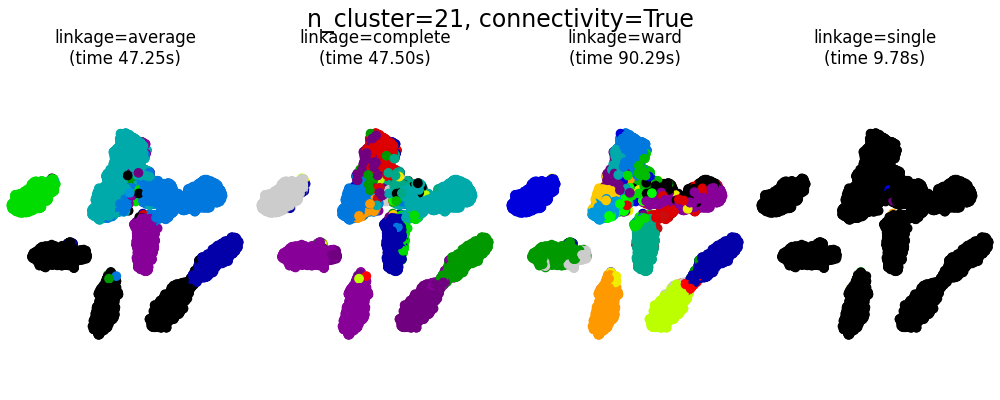 n_cluster=21, connectivity=True
linkage=average
(time 47.25s)
linkage=complete
(time 47.50s)
linkage=ward
(time 90.29s)
linkage=single
(time 9.78s)